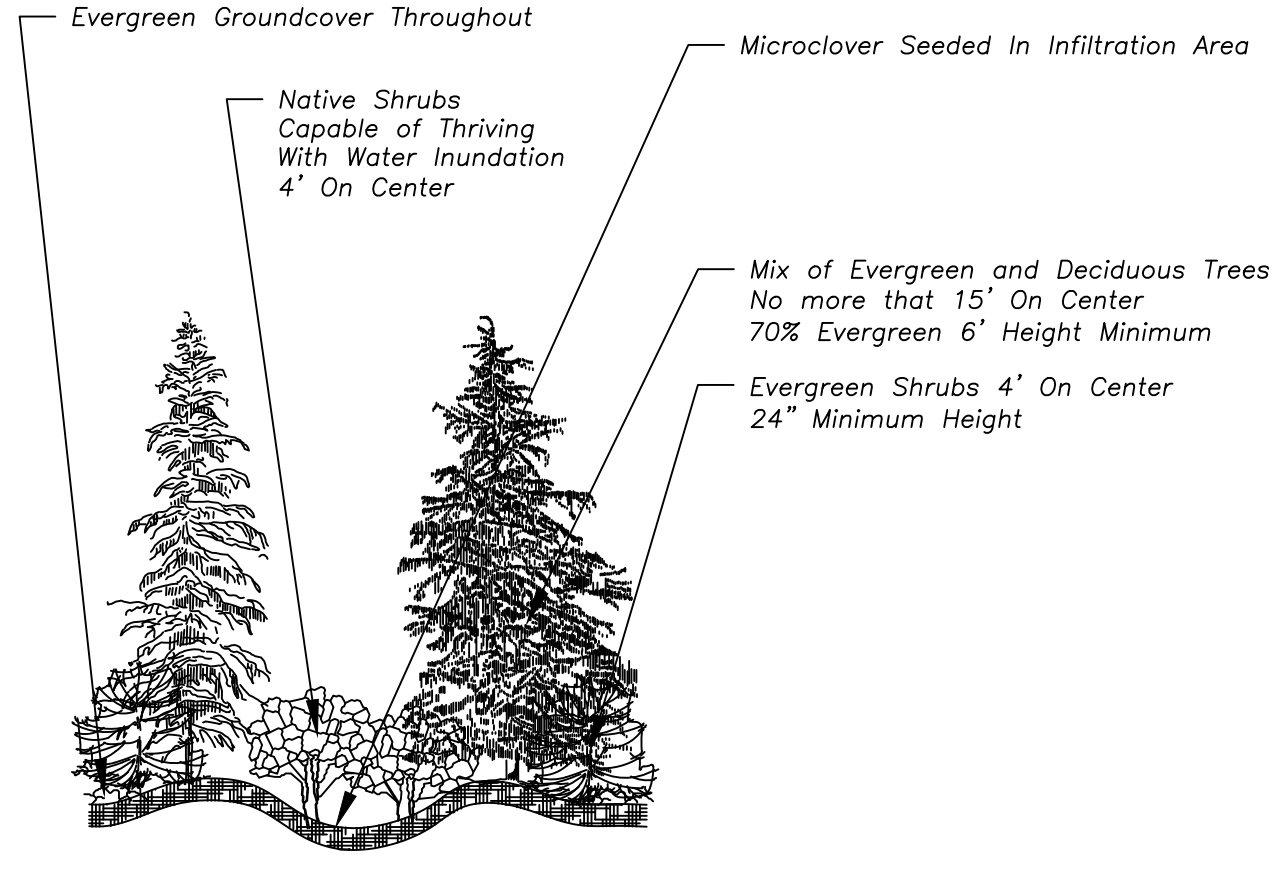 Evergreen Groundcover Throughout
Microclover Seeded In Infiltration Area
Native Shrubs
Capable of Thriving
With Water Inundation
4' On Center
Mix of Evergreen and Deciduous Trees
No more that 15' On Center
70% Evergreen 6' Height Minimum
Evergreen Shrubs 4' On Center
24" Minimum Height